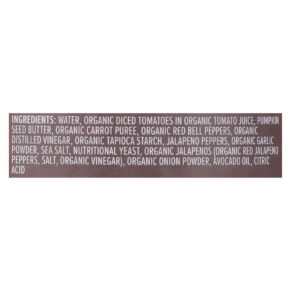 INGREDIENTS: WATER, ORGANIC DICED TOMATOES IN ORGANIC TOMATO JUICE, PUMPKIN
SEED BUTTER, ORGANIC CARROT PUREE, ORGANIC RED BELL PEPPERS, ORGANIC
DISTILLED VINEGAR, ORGANIC TAPIOCA STARCH, JALAPENO PEPPERS, ORGANIC GARLIC
POWDER, SEA SALT, NUTRITIONAL YEAST, ORGANIC JALAPENOS (ORGANIC RED JALAPENO
PEPPERS, SALT, ORGANIC VINEGAR), ORGANIC ONION POWDER, AVOCADO OIL, CITRIC
ACID